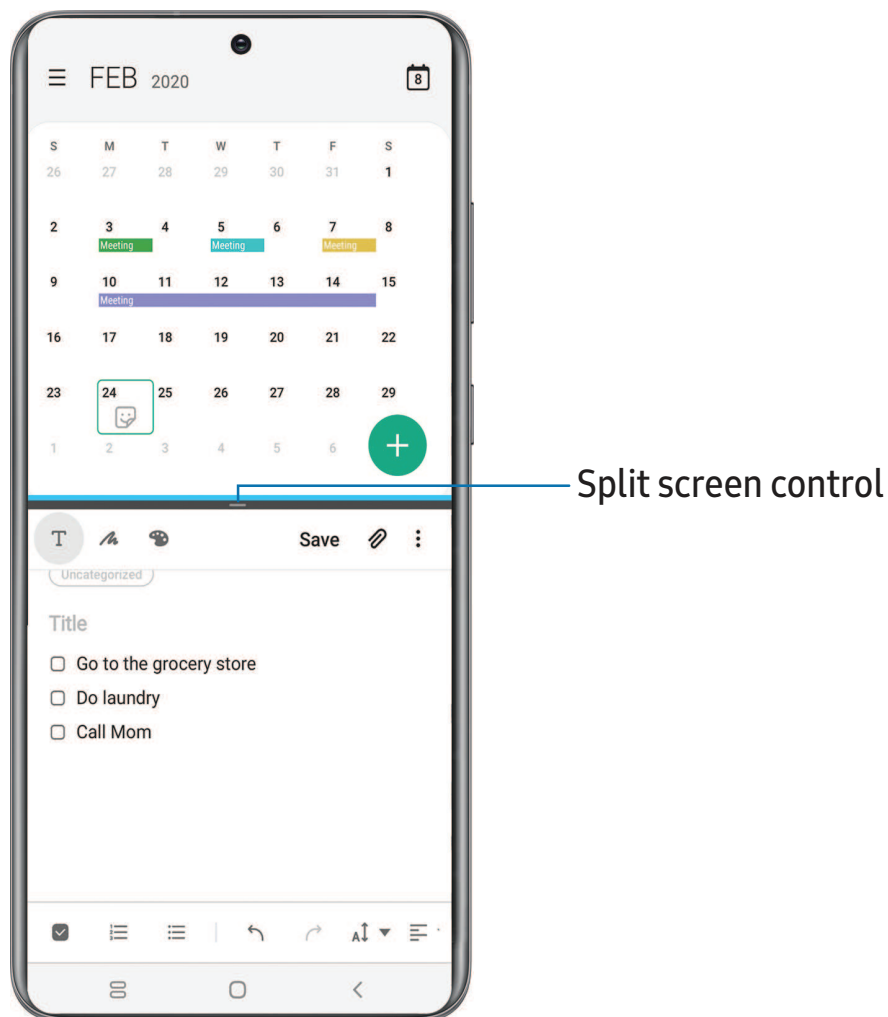 FEB 2020
8
S M T W T F S
26 27 28 29 30 31 1
2 3 4 5 6 7 8
Meeting Meeting Meeting
9 10 11 12 13 14 15
Meeting
16 17 18 19 20 21 22
23 24 25 26 27 28 29
1 2 3 4 5 6
Split screen control
T Save
Uncategorized
Title
Go to the grocery store
Do laundry
Call Mom
A